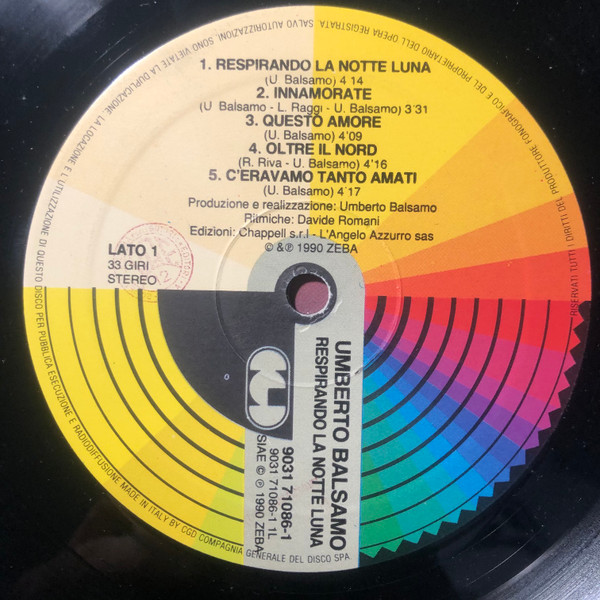 1. RESPIRANDO LA NOTTE LUNA
(U. Balsamo) 4'14
2. INNAMORATE
(U. Balsamo - L. Raggi - U. Balsamo) 3'31
3. QUESTO AMORE
(U. Balsamo) 4'09
4. OLTRE IL NORD
(R. Riva - U. Balsamo) 4'16
5. C'ERAVAMO TANTO AMATI
(U. Balsamo) 4'17
Produzione e realizzazione: Umberto Balsamo
Ritmiche: Davide Romani
Edizioni: Chappell s.r.l - L'Angelo Azzurro sas
© & ℗ 1990 ZEBA
LATO 1
33 GIRI
STEREO
UMBERTO BALSAMO
RESPIRANDO LA NOTTE LUNA
9031 71086-1
9031 71086-1 1L
SIAE © ℗ 1990 ZEBA
RISERVATI TUTTI I DIRITTI DEL PRODUTTORE FONOGRAFICO E DEL PROPRIETARIO DELL'OPERA REGISTRATA. SALVO AUTORIZZAZIONI, SONO VIETATE LA DUPLICAZIONE, LA LOCAZIONE E L'UTILIZZAZIONE DI QUESTO DISCO PER PUBBLICA ESECUZIONE E RADIODIFFUSIONE. MADE IN ITALY BY CGD COMPAGNIA GENERALE DEL DISCO SPA